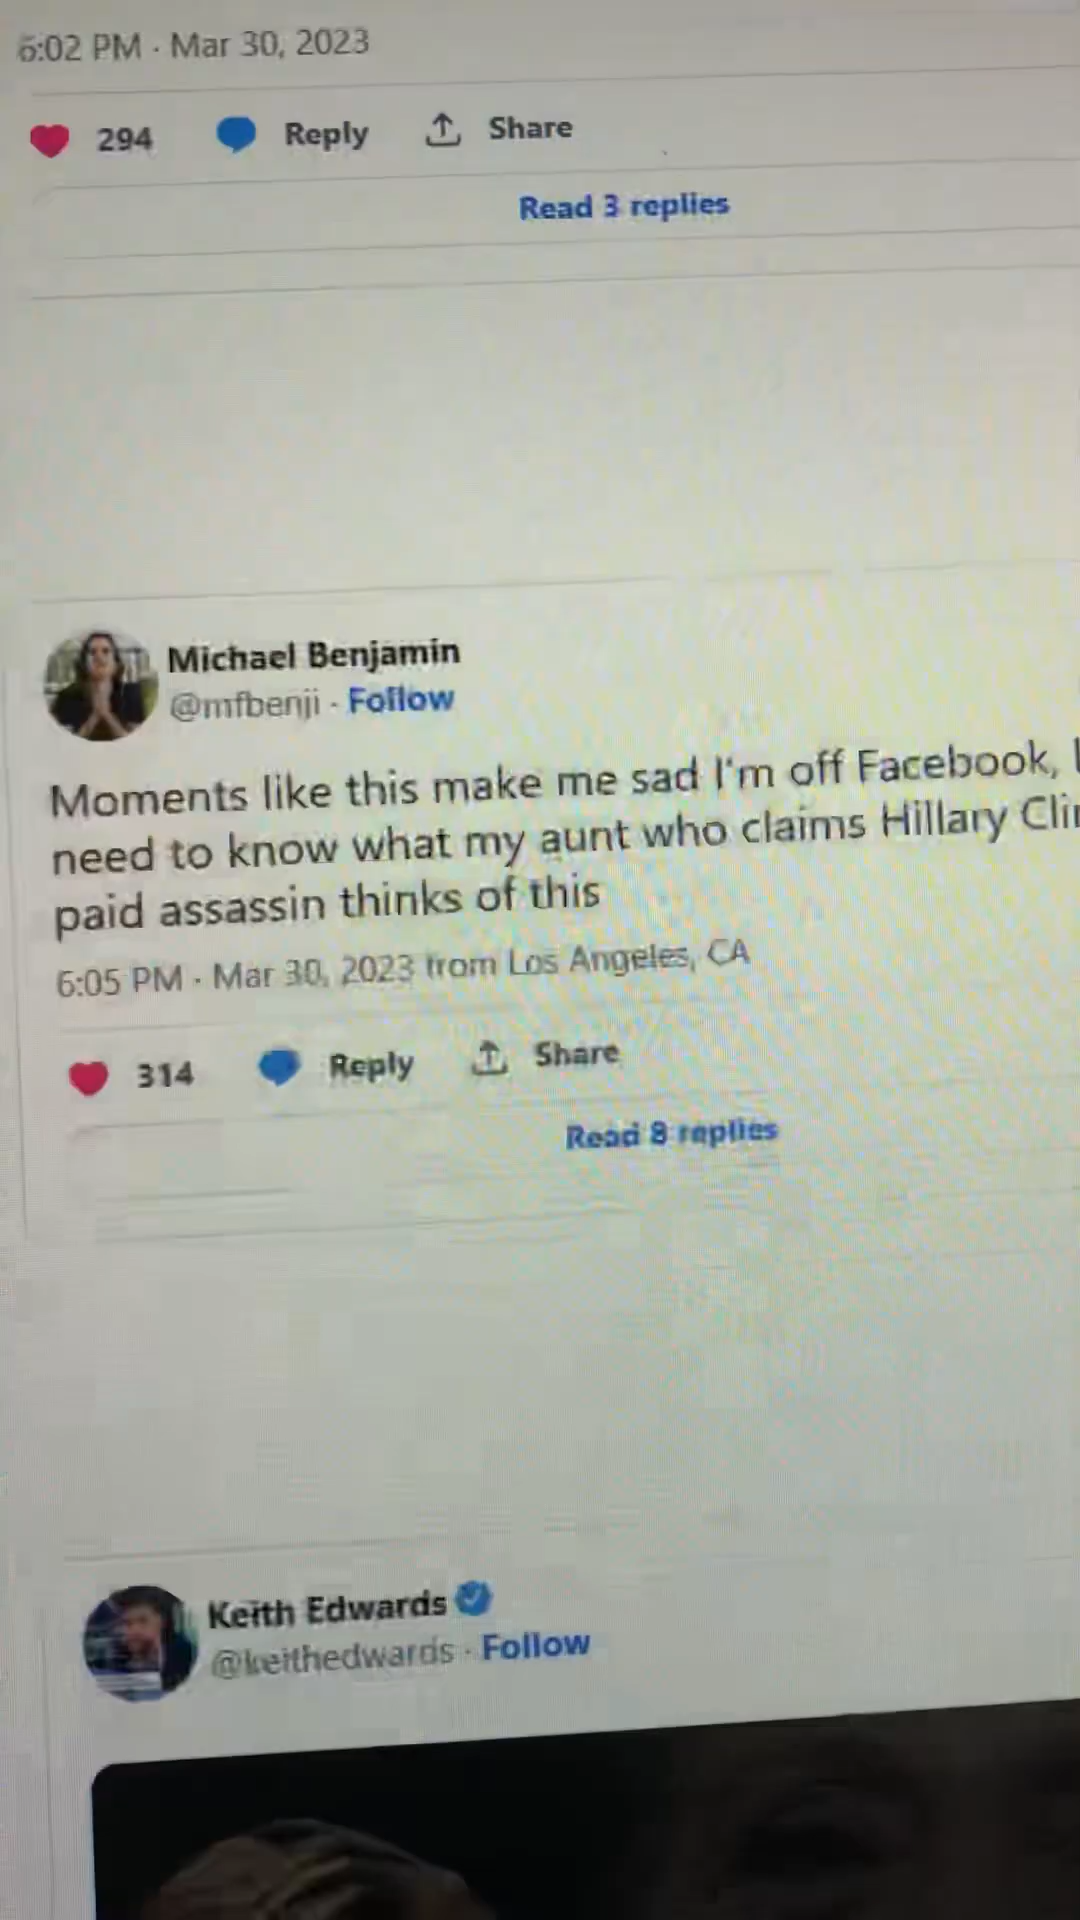 6:02 PM · Mar 30, 2023
294 Reply Share
Read 3 replies
Michael Benjamin
@mfbenji · Follow
Moments like this make me sad I'm off Facebook,
need to know what my aunt who claims Hillary
paid assassin thinks of this
6:05 PM · Mar 30, 2023 from Los Angeles, CA
314 Reply Share
Read 8 replies
Keith Edwards
@keithedwards · Follow